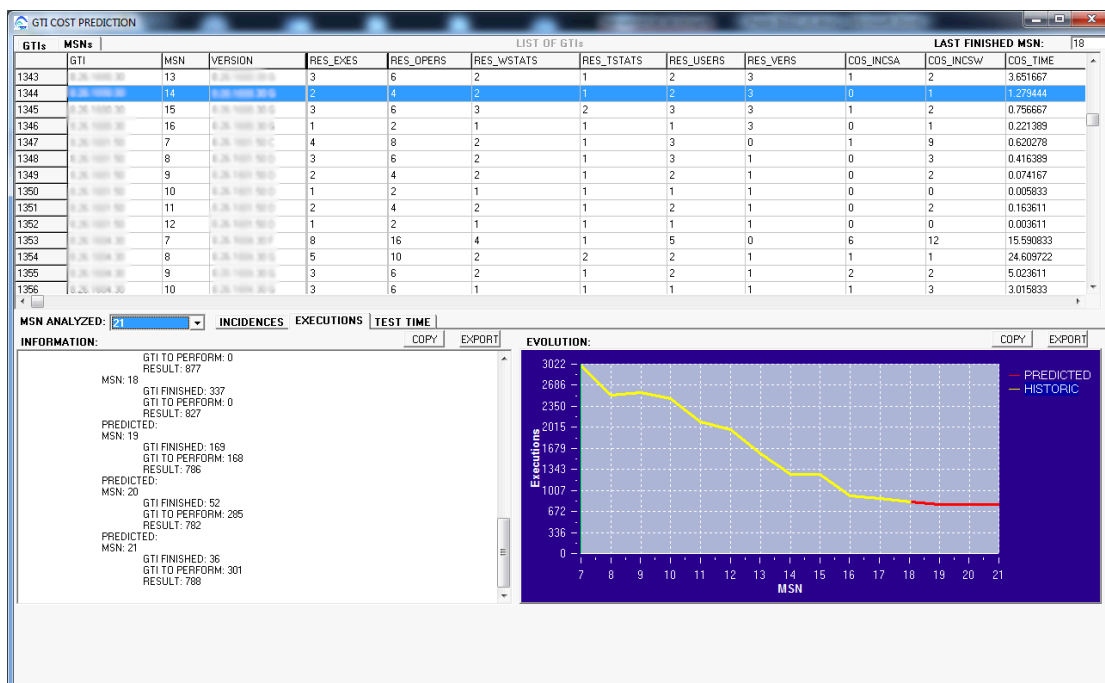 GTI COST PREDICTION
GTIs MSNs LIST OF GTIs LAST FINISHED MSN: 18
GTI MSN VERSION RES_EXES RES_OPERS RES_WSTATS RES_TSTATS RES_USERS RES_VERS COS_INCSA COS_INCSW COS_TIME
1343 13 3 6 2 1 2 3 1 2 3.651667
1344 14 2 4 2 1 2 3 0 1 1.279444
1345 15 3 6 3 2 3 3 1 2 0.756667
1346 16 1 2 1 1 1 3 0 1 0.221389
1347 7 4 8 2 1 3 0 1 9 0.620278
1348 8 3 6 2 1 3 1 0 3 0.416389
1349 9 2 4 2 1 2 1 0 2 0.074167
1350 10 1 2 1 1 1 1 0 0 0.005833
1351 11 2 4 2 1 2 1 0 2 0.163611
1352 12 1 2 1 1 1 1 0 0 0.003611
1353 7 8 16 4 1 5 0 6 12 15.590833
1354 8 5 10 2 2 2 1 1 1 24.609722
1355 9 3 6 2 1 2 1 2 2 5.023611
1356 10 3 6 1 1 1 1 1 3 3.015833
MSN ANALYZED: 21 INCIDENCES EXECUTIONS TEST TIME
INFORMATION: COPY EXPORT
GTI TO PERFORM: 0
RESULT: 877
MSN: 18
GTI FINISHED: 337
GTI TO PERFORM: 0
RESULT: 827
PREDICTED:
MSN: 19
GTI FINISHED: 169
GTI TO PERFORM: 168
RESULT: 786
PREDICTED:
MSN: 20
GTI FINISHED: 52
GTI TO PERFORM: 285
RESULT: 782
PREDICTED:
MSN: 21
GTI FINISHED: 36
GTI TO PERFORM: 301
RESULT: 788
EVOLUTION: COPY EXPORT
3022
2686
2350
2015
1679
1343
1007
672
336
0
Executions
7 8 9 10 11 12 13 14 15 16 17 18 19 20 21
MSN
PREDICTED
HISTORIC